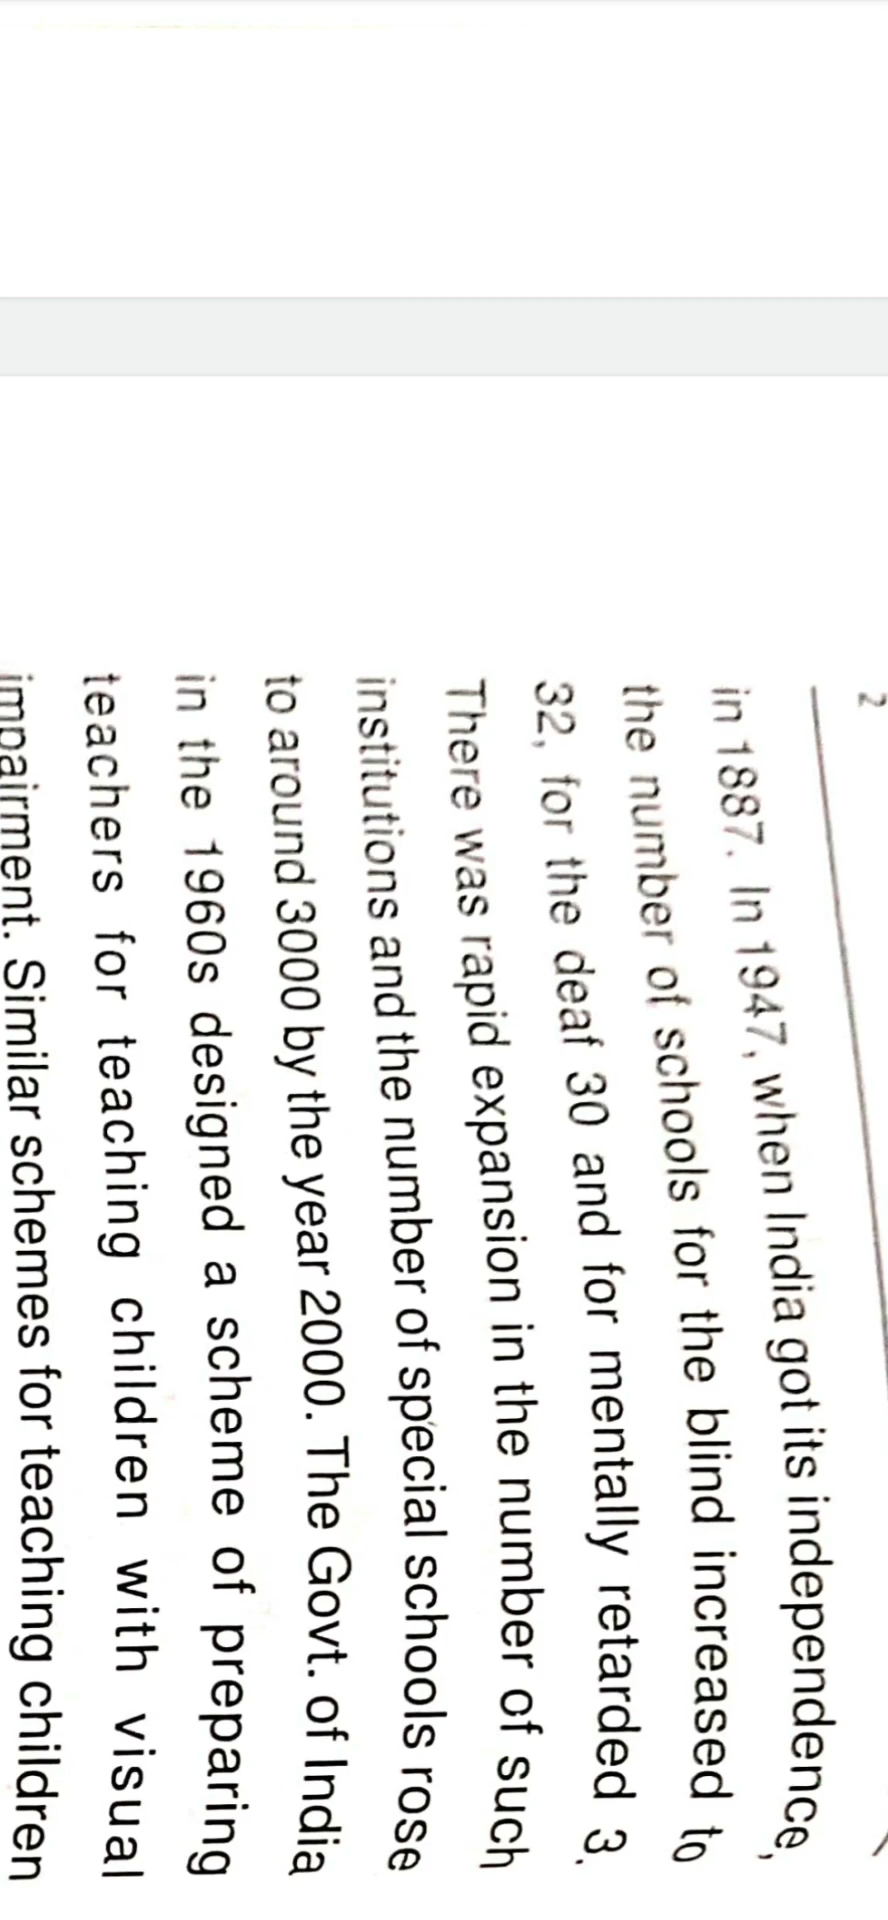 2
in 1887. In 1947, when India got its independence,
the number of schools for the blind increased to
32, for the deaf 30 and for mentally retarded 3.
There was rapid expansion in the number of such
institutions and the number of special schools rose
to around 3000 by the year 2000. The Govt. of India
in the 1960s designed a scheme of preparing
teachers for teaching children with visual
impairment. Similar schemes for teaching children